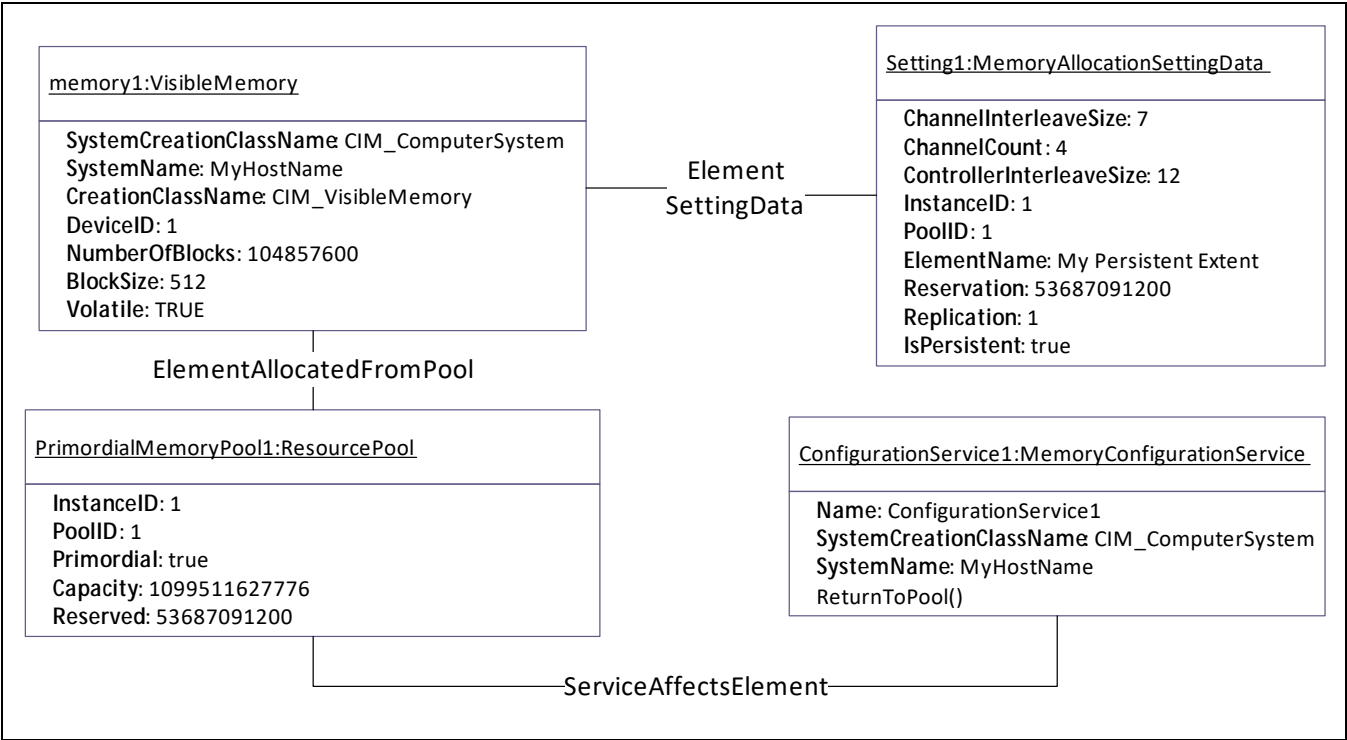 memory1:VisibleMemory
SystemCreationClassName: CIM_ComputerSystem
SystemName: MyHostName
CreationClassName: CIM_VisibleMemory
DeviceID: 1
NumberOfBlocks: 104857600
BlockSize: 512
Volatile: TRUE
Element
SettingData
Setting1:MemoryAllocationSettingData
ChannelInterleaveSize: 7
ChannelCount: 4
ControllerInterleaveSize: 12
InstanceID: 1
PoolID: 1
ElementName: My Persistent Extent
Reservation: 53687091200
Replication: 1
IsPersistent: true
ElementAllocatedFromPool
PrimordialMemoryPool1:ResourcePool
InstanceID: 1
PoolID: 1
Primordial: true
Capacity: 1099511627776
Reserved: 53687091200
ConfigurationService1:MemoryConfigurationService
Name: ConfigurationService1
SystemCreationClassName: CIM_ComputerSystem
SystemName: MyHostName
ReturnToPool()
ServiceAffectsElement